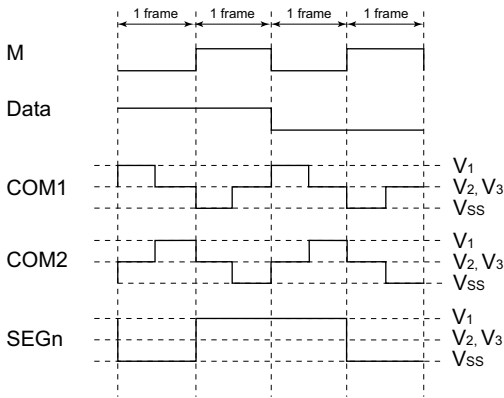 1 frame 1 frame 1 frame 1 frame
M
Data
COM1
V1
V2, V3
VSS
COM2
V1
V2, V3
VSS
SEGn
V1
V2, V3
VSS